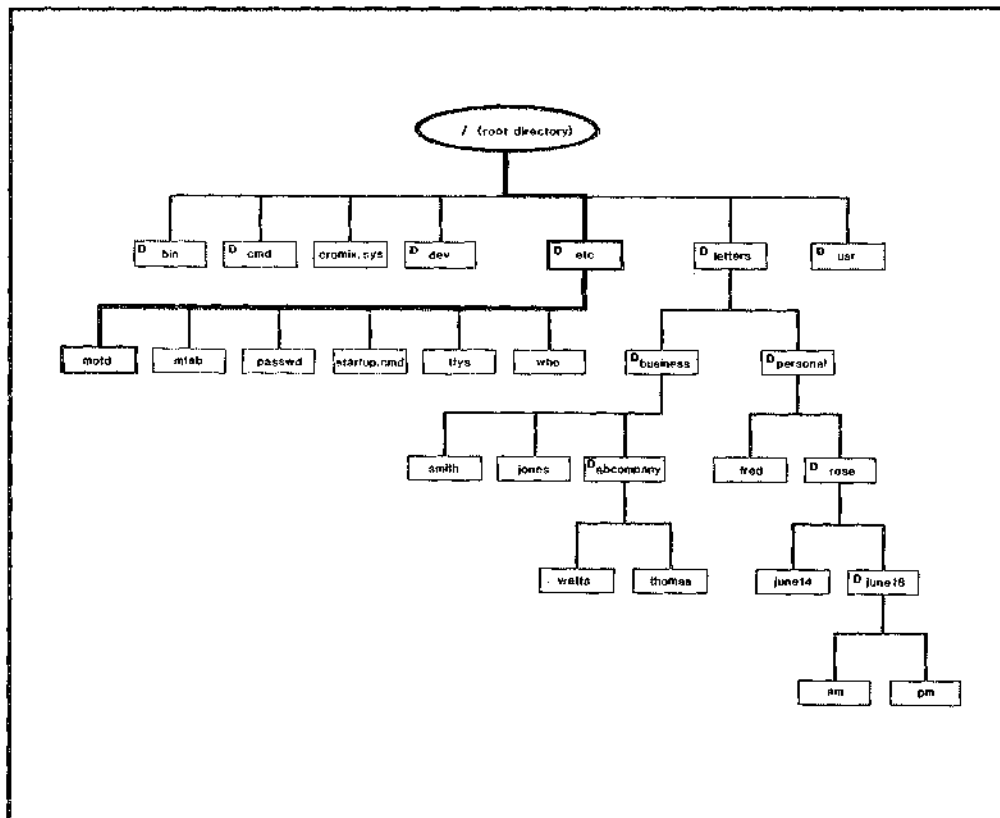 / (root directory)
D bin D cmd cromix.sys D dev D etc D letters D usr
motd mtab passwd startup.cmd ttys who D business D personal
smith jones D abcompany fred D rose
watts thomas june14 D june18
am pm